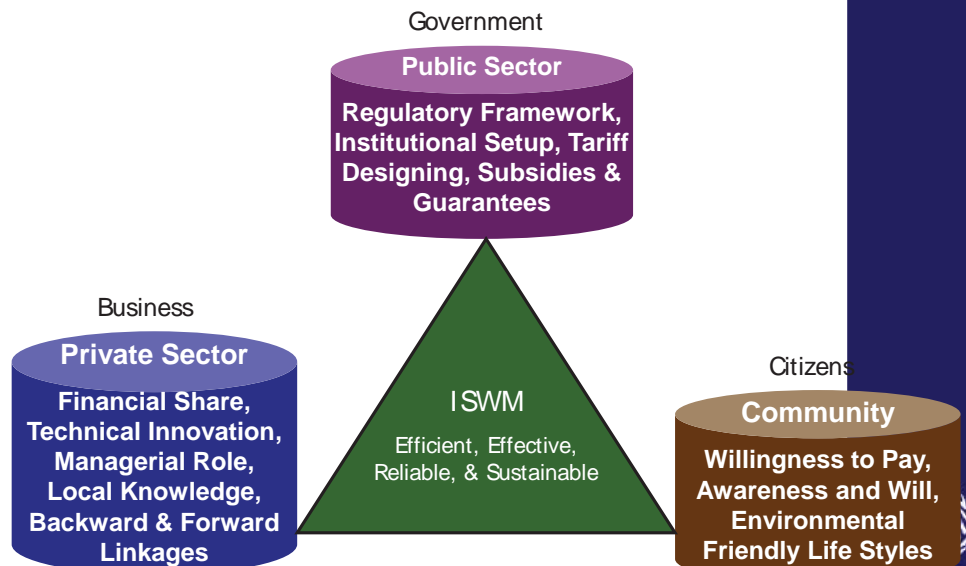 Government
Public Sector
Regulatory Framework,
Institutional Setup, Tariff
Designing, Subsidies &
Guarantees
Business
Private Sector
Financial Share,
Technical Innovation,
Managerial Role,
Local Knowledge,
Backward & Forward
Linkages
ISWM
Efficient, Effective,
Reliable, & Sustainable
Citizens
Community
Willingness to Pay,
Awareness and Will,
Environmental
Friendly Life Styles